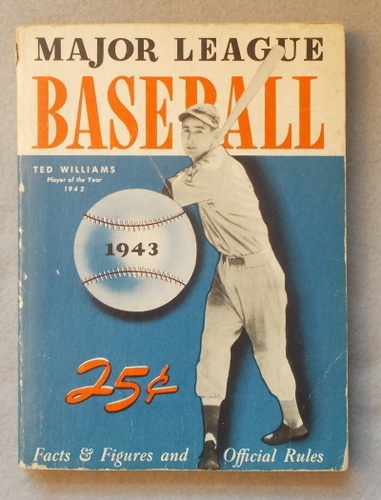 MAJOR LEAGUE
BASEBALL
TED WILLIAMS
Player of the Year
1942
1943
25¢
Facts & Figures and Official Rules